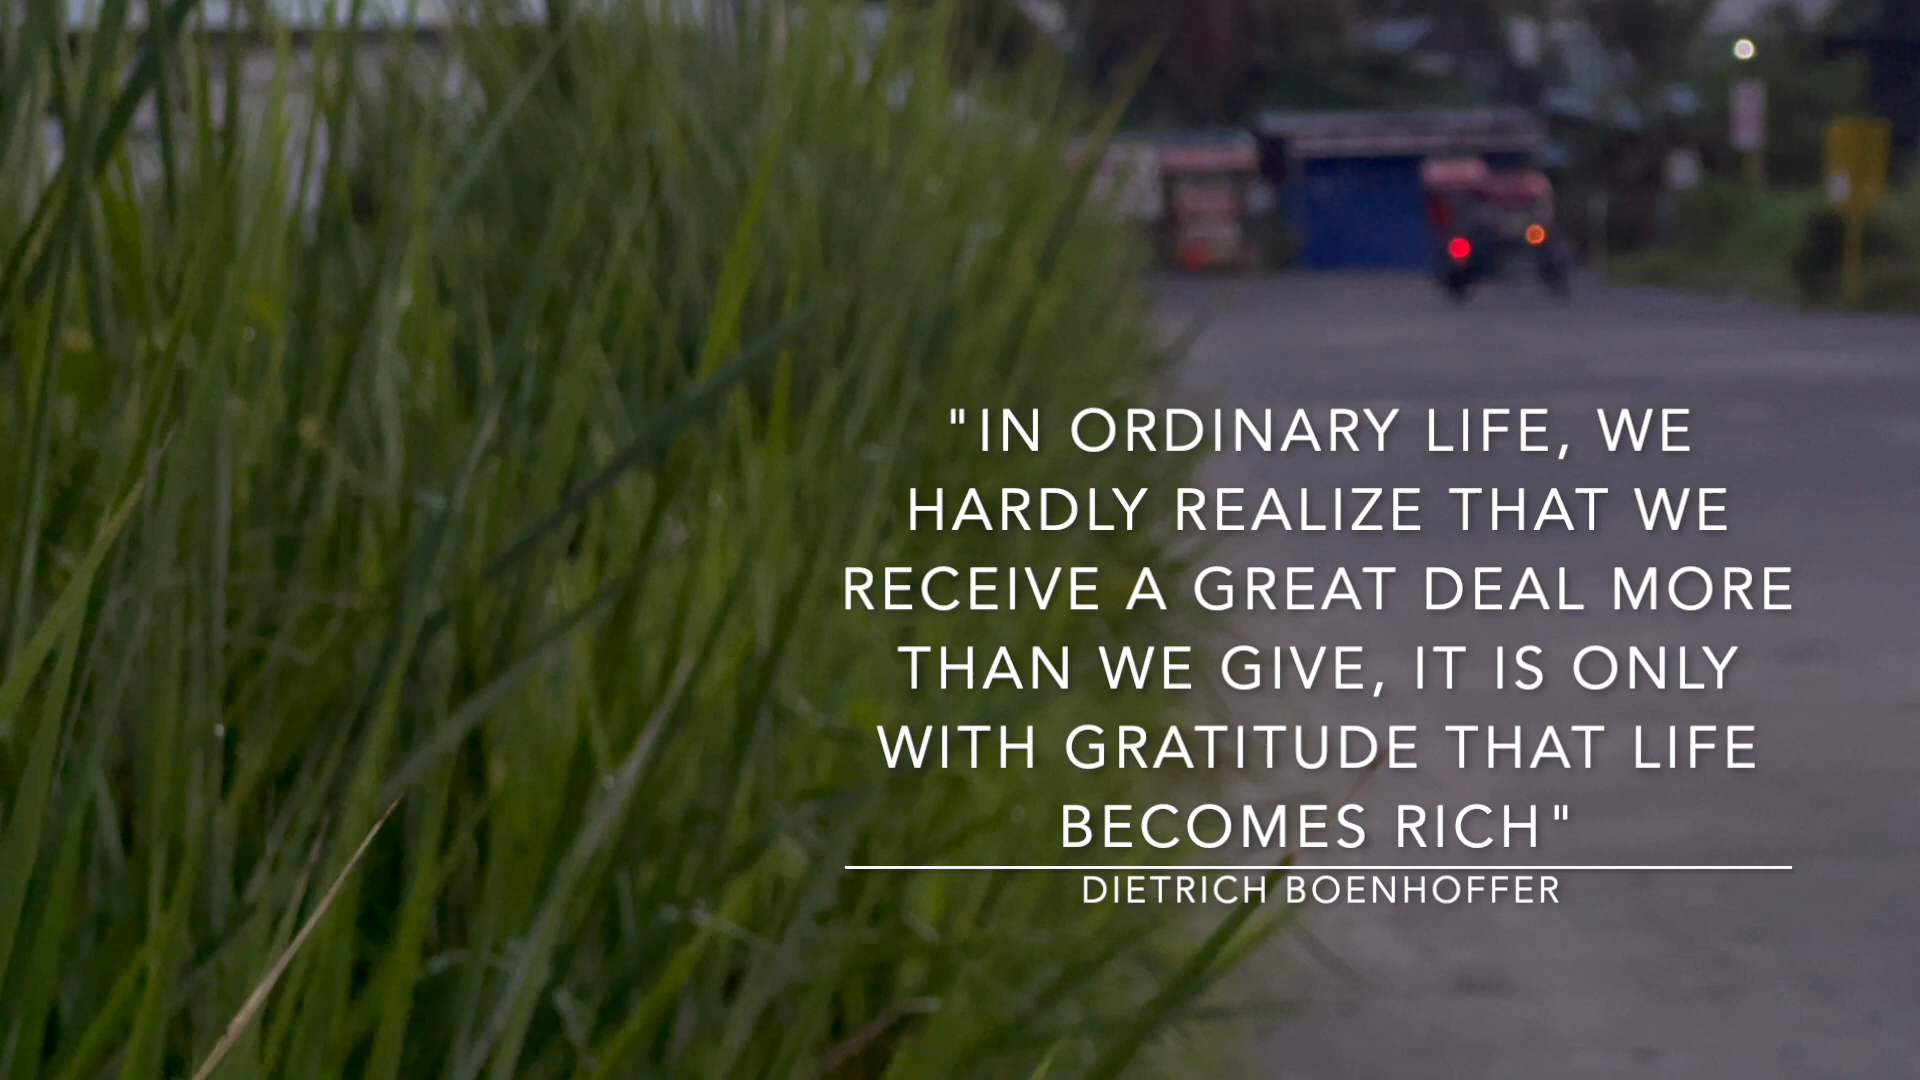 "IN ORDINARY LIFE, WE
HARDLY REALIZE THAT WE
RECEIVE A GREAT DEAL MORE
THAN WE GIVE, IT IS ONLY
WITH GRATITUDE THAT LIFE
BECOMES RICH"
DIETRICH BOENHOFFER